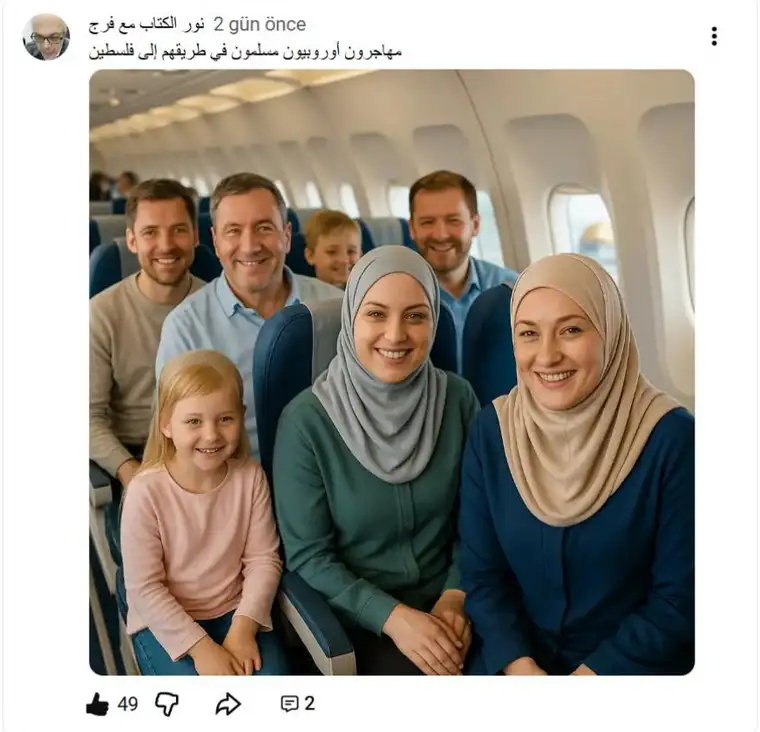 نور الكتاب مع فرج 2 gün önce
مهاجرون أوروبيون مسلمون في طريقهم إلى فلسطين
49
2